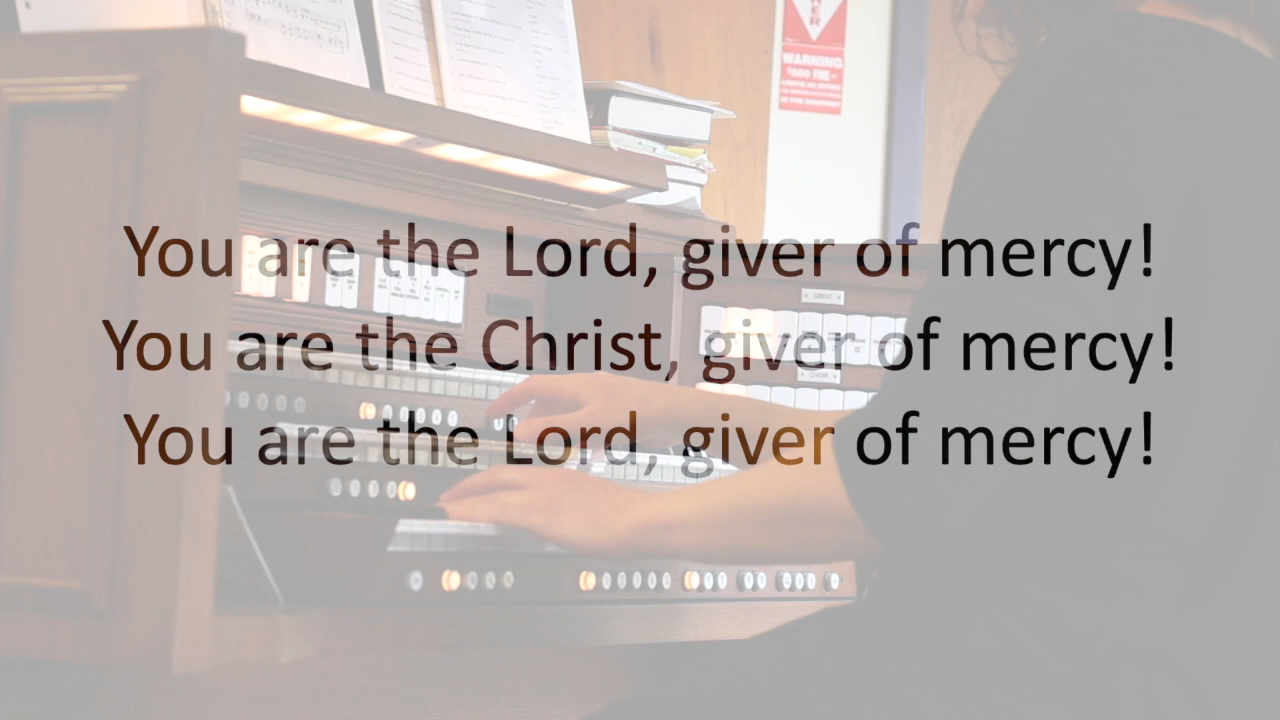 WARNING
You are the Lord, giver of mercy!
You are the Christ, giver of mercy!
You are the Lord, giver of mercy!